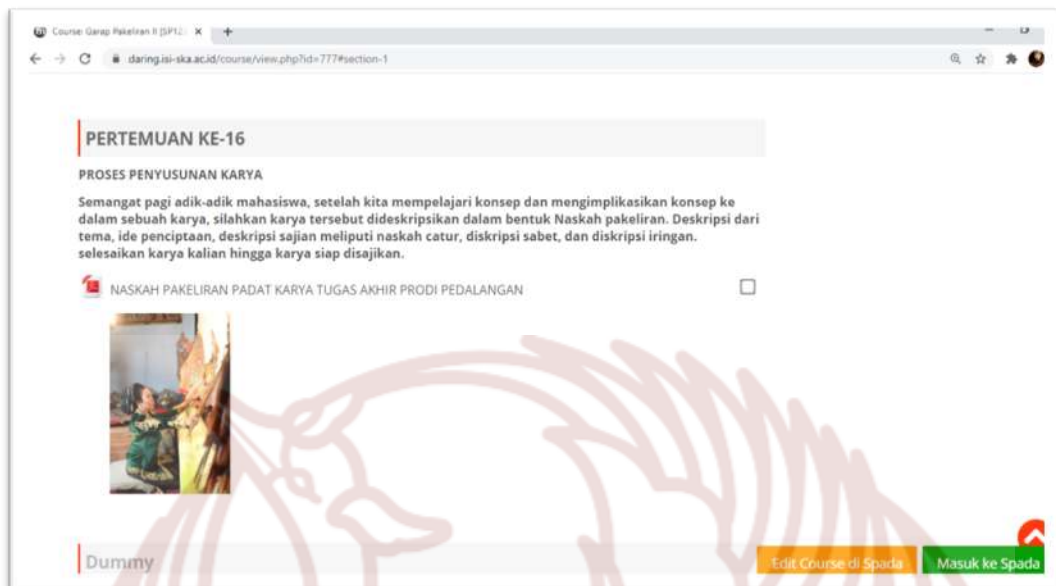 Course: Garap Pakeliran II [SP12
daring.isi-ska.ac.id/course/view.php?id=777#section-1
PERTEMUAN KE-16
PROSES PENYUSUNAN KARYA
Semangat pagi adik-adik mahasiswa, setelah kita mempelajari konsep dan mengimplikasikan konsep ke
dalam sebuah karya, silahkan karya tersebut dideskripsikan dalam bentuk Naskah pakeliran. Deskripsi dari
tema, ide penciptaan, deskripsi sajian meliputi naskah catur, diskripsi sabet, dan diskripsi iringan.
selesaikan karya kalian hingga karya siap disajikan.
NASKAH PAKELIRAN PADAT KARYA TUGAS AKHIR PRODI PEDALANGAN
Dummy
Edit Course di Spada
Masuk ke Spada